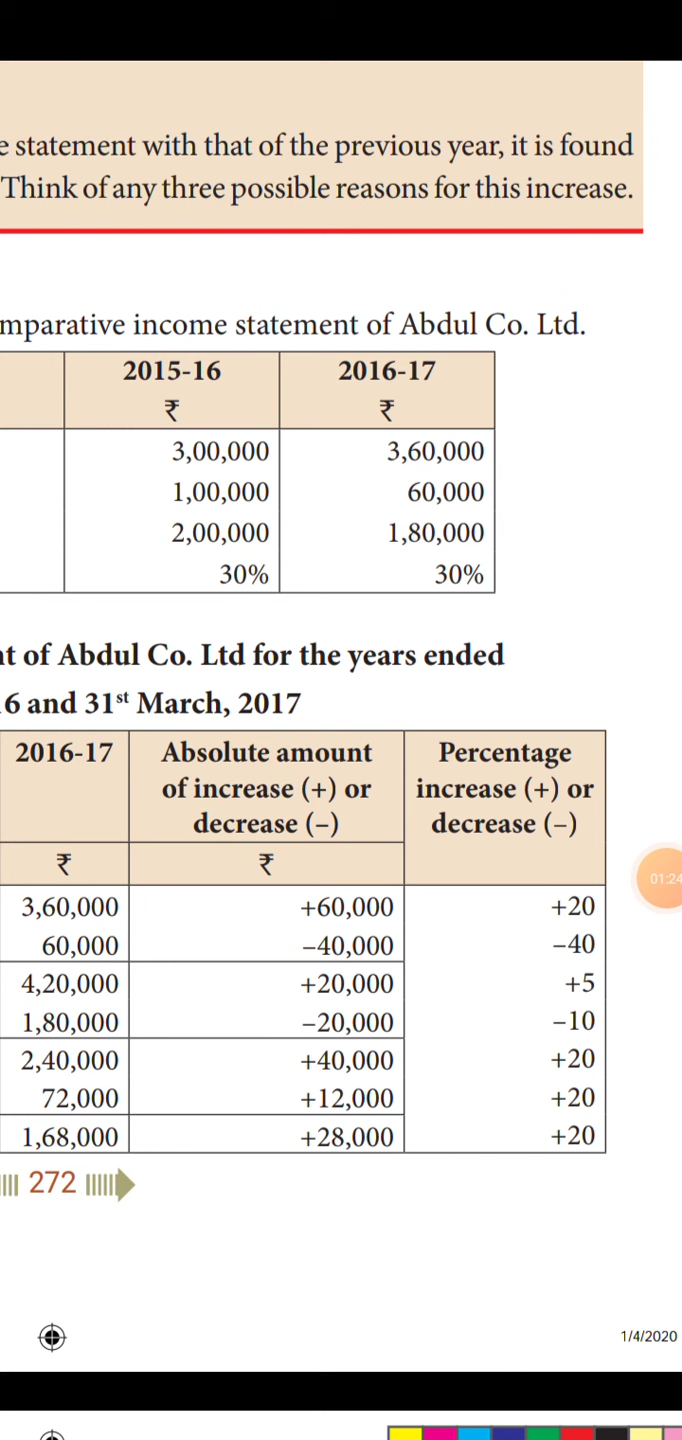 statement with that of the previous year, it is found
Think of any three possible reasons for this increase.
mparative income statement of Abdul Co. Ltd.
2015-16 2016-17
₹ ₹
3,00,000 3,60,000
1,00,000 60,000
2,00,000 1,80,000
30% 30%
t of Abdul Co. Ltd for the years ended
6 and 31st March, 2017
2016-17 Absolute amount of increase (+) or decrease (–) Percentage increase (+) or decrease (–)
₹ ₹
3,60,000 +60,000 +20
60,000 –40,000 –40
4,20,000 +20,000 +5
1,80,000 –20,000 –10
2,40,000 +40,000 +20
72,000 +12,000 +20
1,68,000 +28,000 +20
272
01:24
1/4/2020